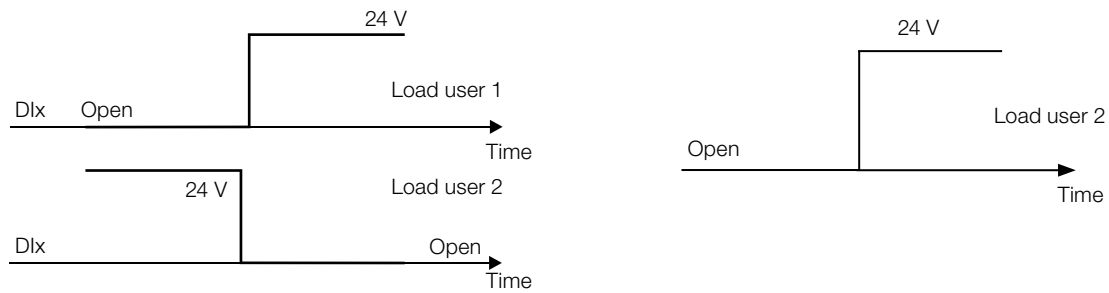 24 V
Load user 1
DIx Open
Time
24 V
Load user 2
DIx
Open
Time
24 V
Load user 2
Open
Time